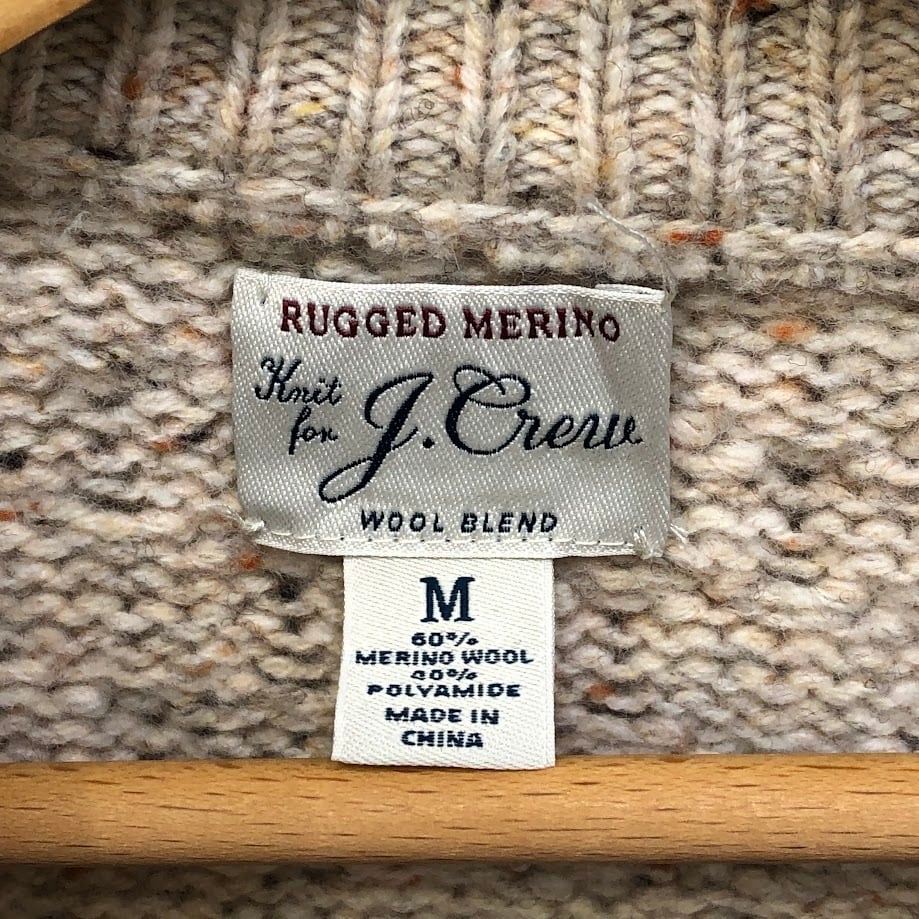 RUGGED MERINO
Knit for J.Crew
WOOL BLEND
M
60%
MERINO WOOL
40%
POLYAMIDE
MADE IN
CHINA